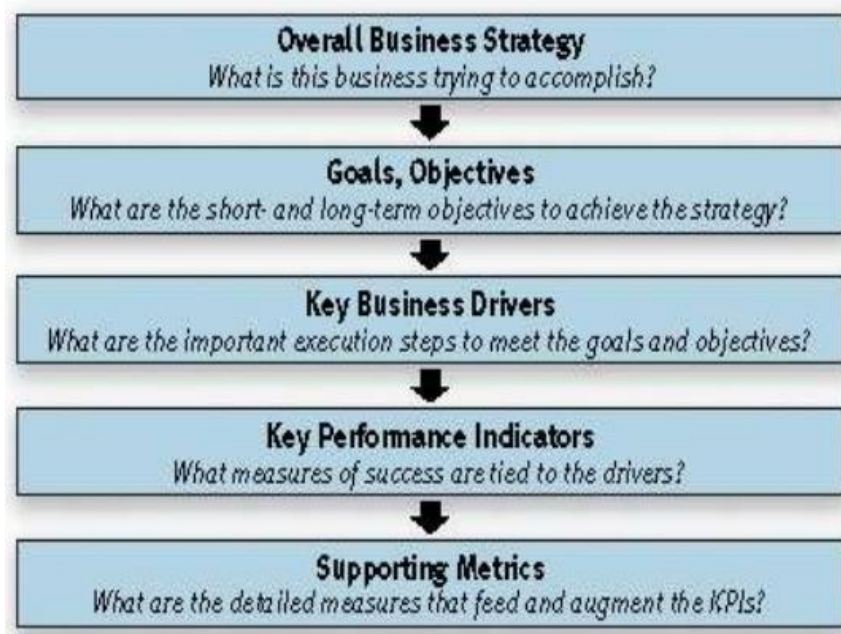 Overall Business Strategy
What is this business trying to accomplish?
Goals, Objectives
What are the short- and long-term objectives to achieve the strategy?
Key Business Drivers
What are the important execution steps to meet the goals and objectives?
Key Performance Indicators
What measures of success are tied to the drivers?
Supporting Metrics
What are the detailed measures that feed and augment the KPIs?